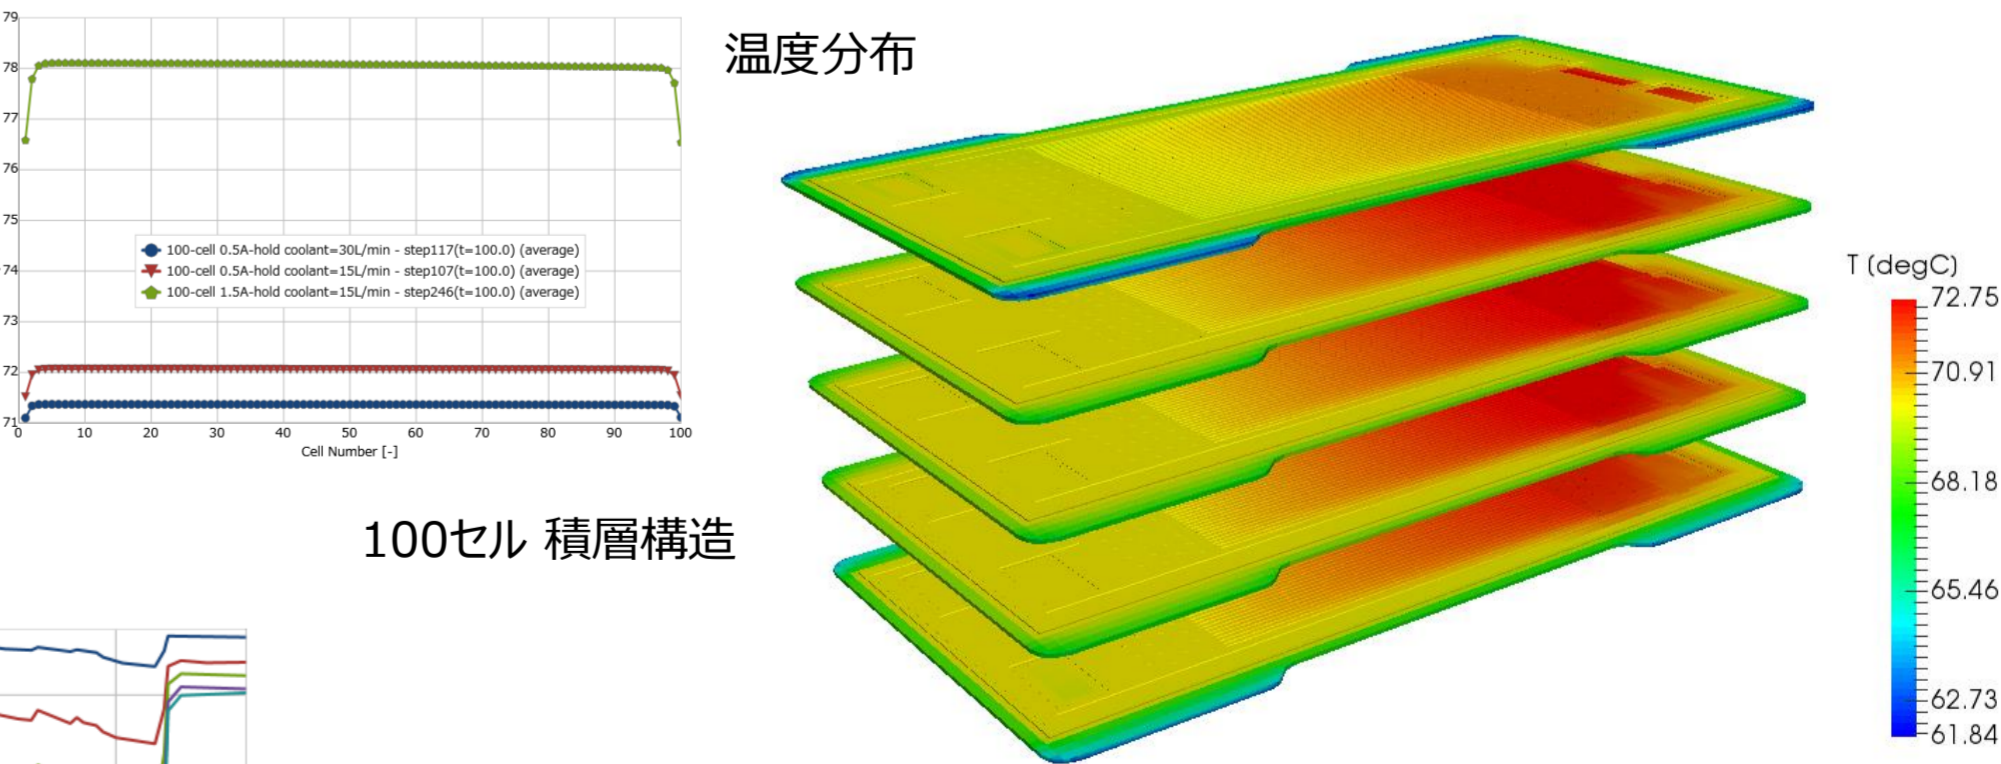 79
78
77
76
75
74
73
72
71
0 10 20 30 40 50 60 70 80 90 100
Cell Number [-]
100-cell 0.5A-hold coolant=30L/min - step117(t=100.0) (average)
100-cell 0.5A-hold coolant=15L/min - step107(t=100.0) (average)
100-cell 1.5A-hold coolant=15L/min - step246(t=100.0) (average)
温度分布
100セル 積層構造
T (degC)
72.75
70.91
68.18
65.46
62.73
61.84